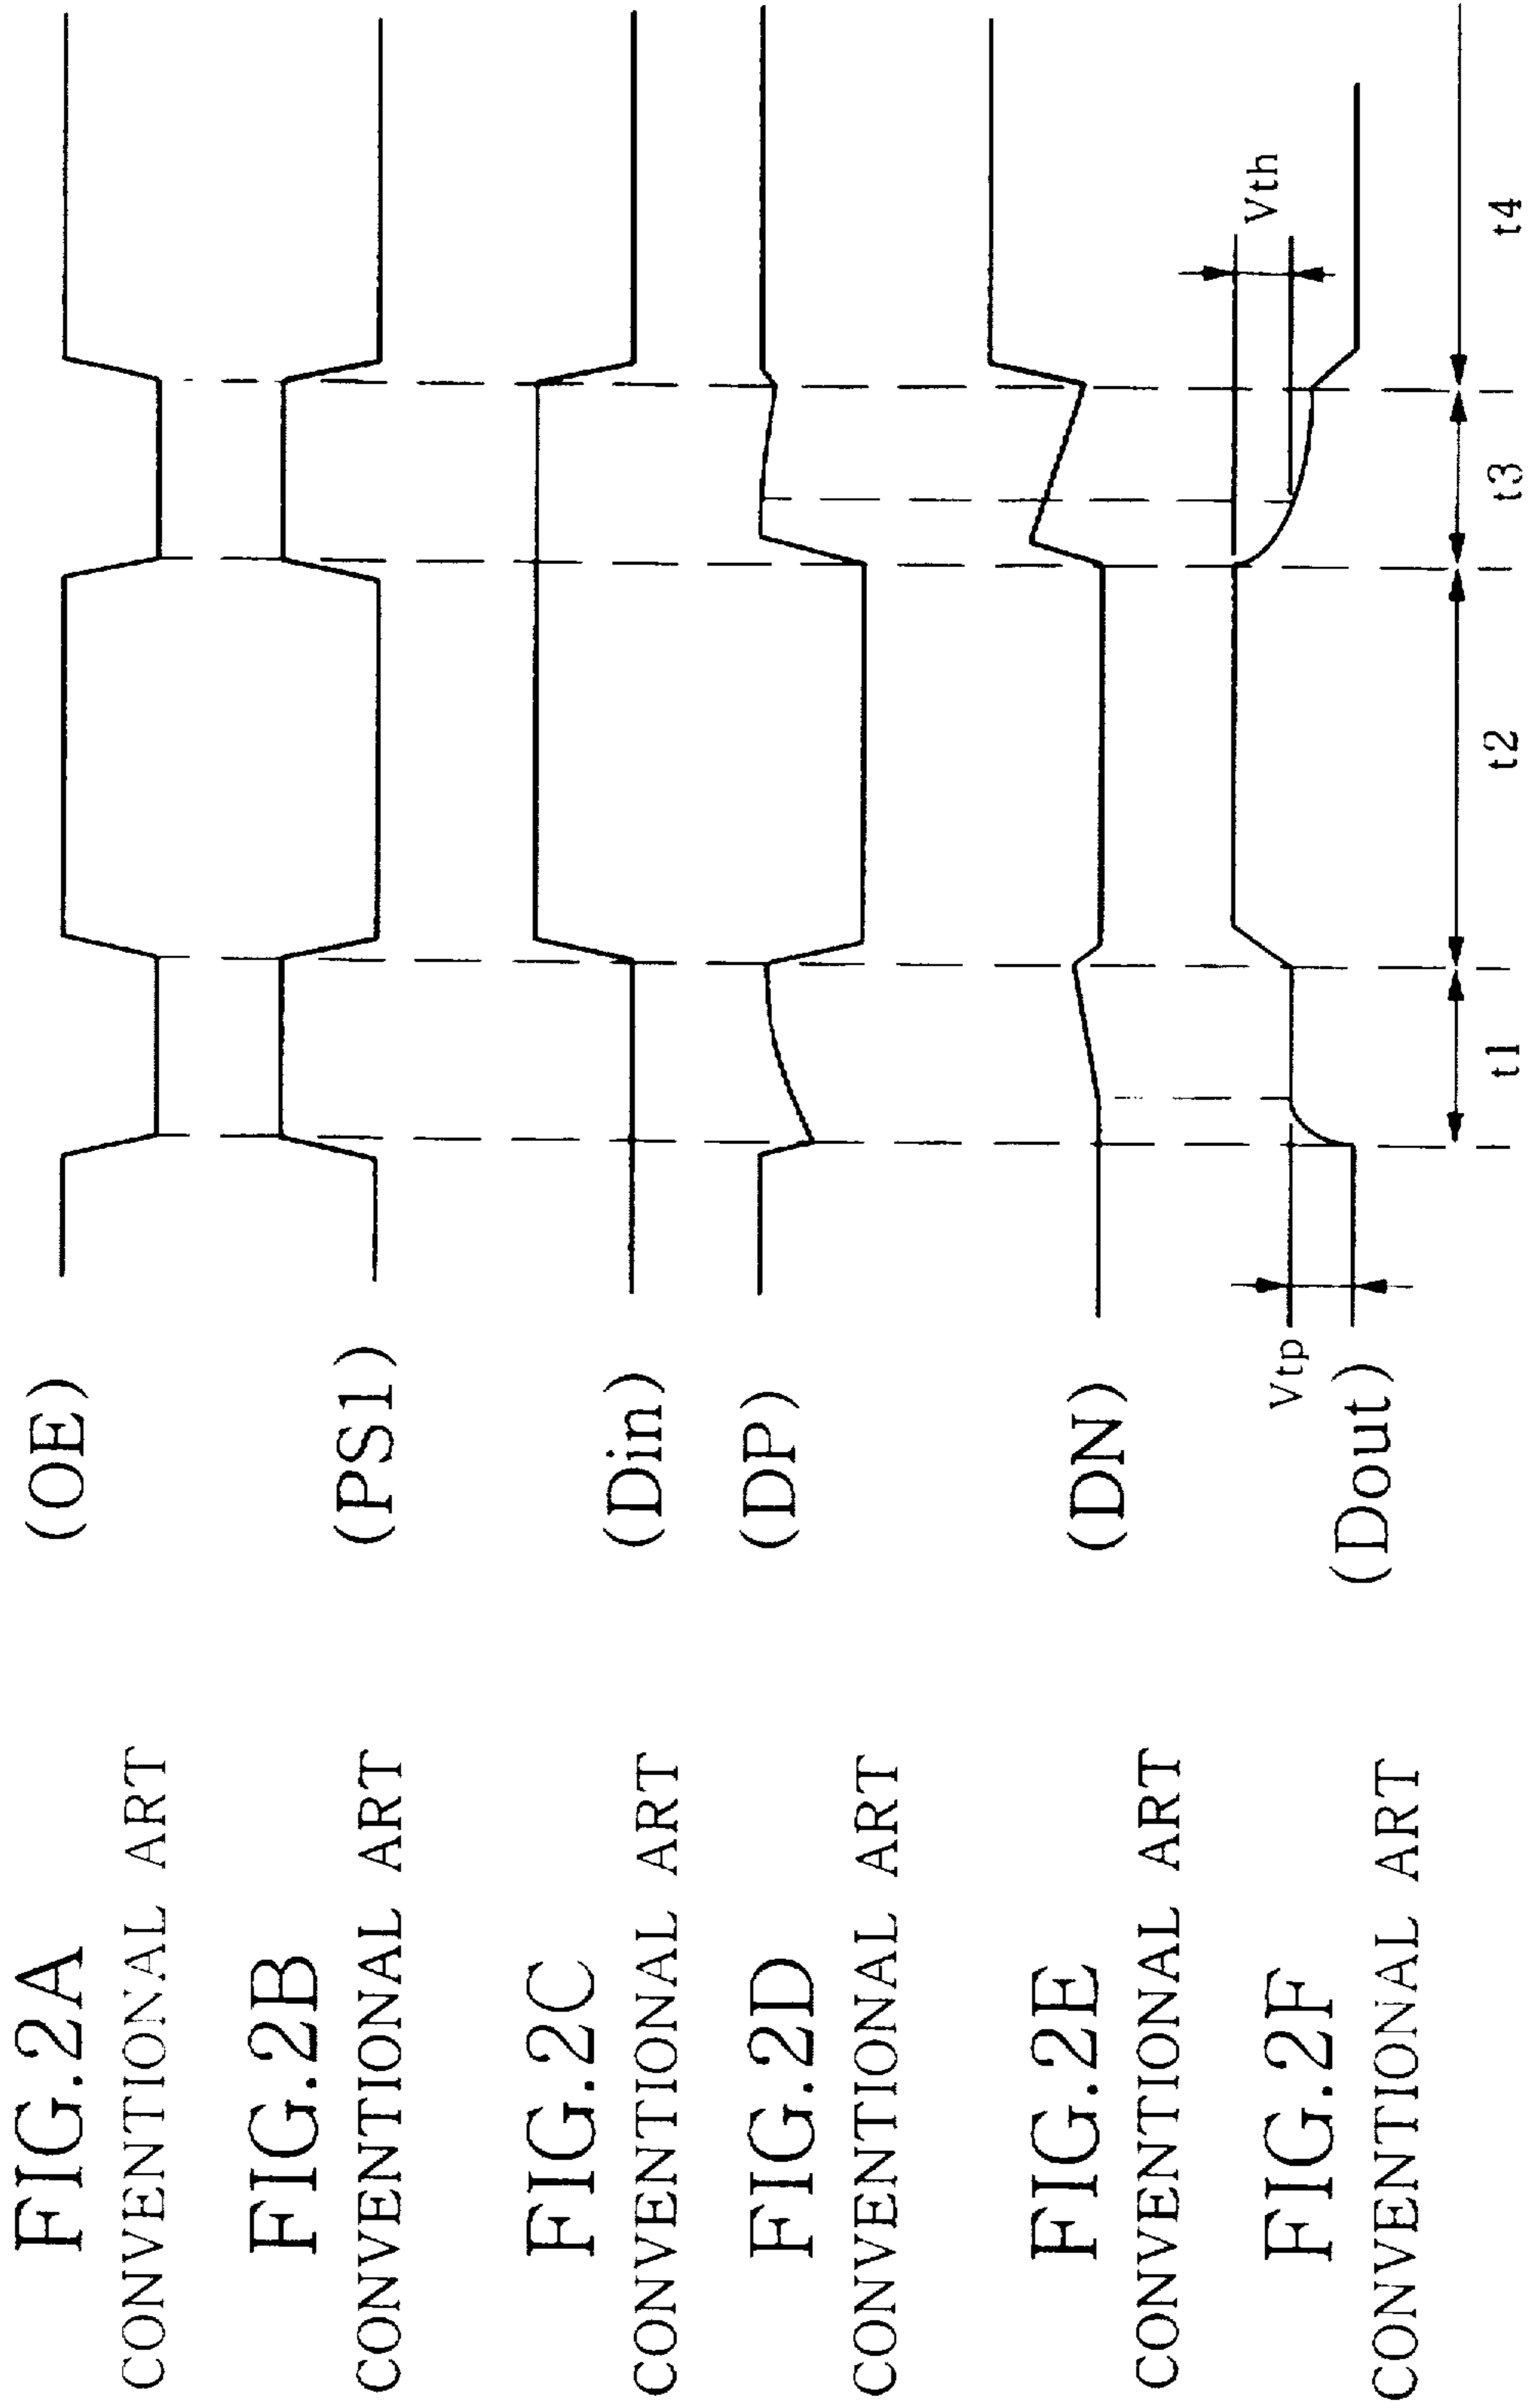 FIG.2A
CONVENTIONAL ART
(OE)
FIG.2B
CONVENTIONAL ART
(PS1)
FIG.2C
CONVENTIONAL ART
(Din)
FIG.2D
CONVENTIONAL ART
(DP)
FIG.2E
CONVENTIONAL ART
(DN)
FIG.2F
CONVENTIONAL ART
Vtp
(Dout)
Vth
t1
t2
t3
t4